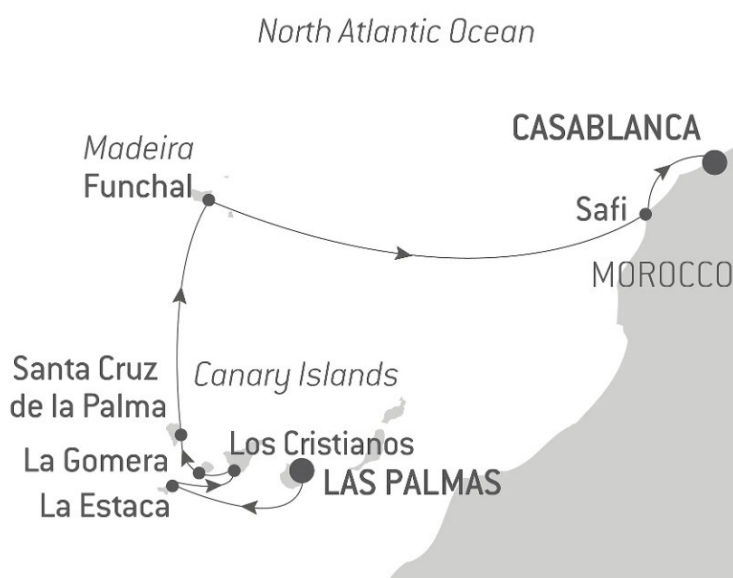 North Atlantic Ocean
CASABLANCA
Madeira
Funchal
Safi
MOROCCO
Santa Cruz
de la Palma
Canary Islands
Los Cristianos
La Gomera
LAS PALMAS
La Estaca